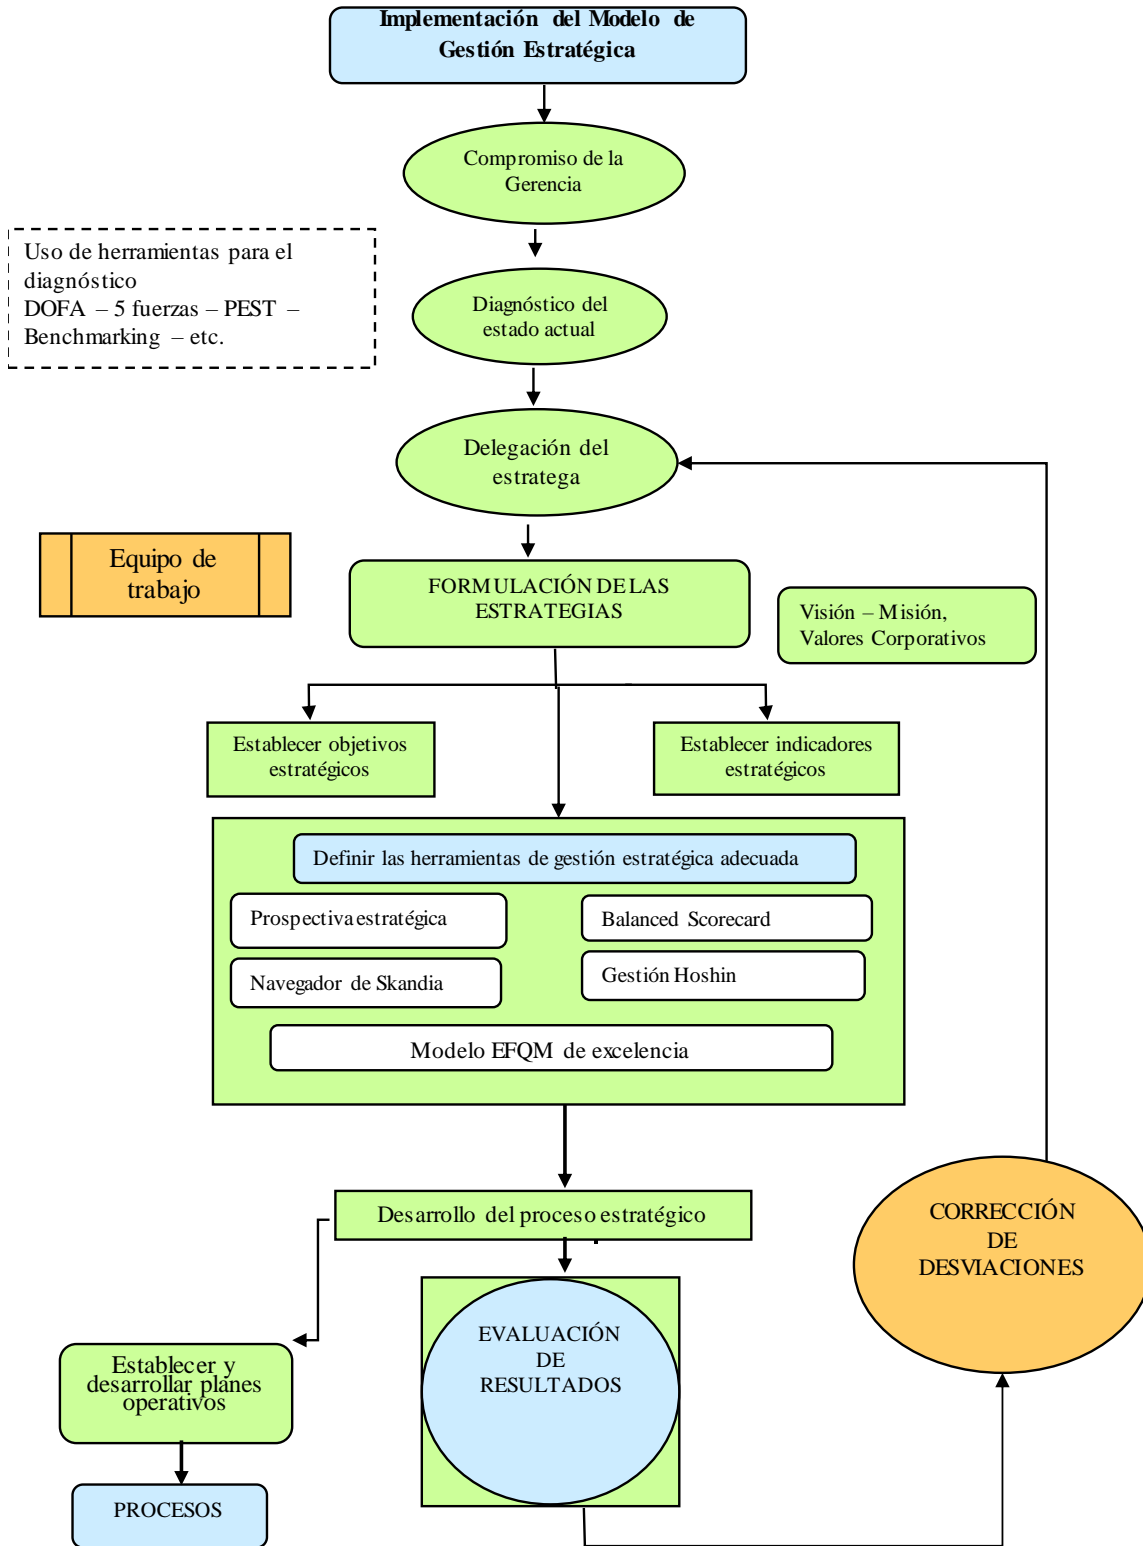 Implementación del Modelo de
Gestión Estratégica
Compromiso de la
Gerencia
Uso de herramientas para el
diagnóstico
DOFA – 5 fuerzas – PEST –
Benchmarking – etc.
Diagnóstico del
estado actual
Delegación del
estratega
Equipo de
trabajo
FORMULACIÓN DE LAS
ESTRATEGIAS
Visión – Misión,
Valores Corporativos
Establecer objetivos
estratégicos
Establecer indicadores
estratégicos
Definir las herramientas de gestión estratégica adecuada
Prospectiva estratégica
Balanced Scorecard
Navegador de Skandia
Gestión Hoshin
Modelo EFQM de excelencia
Desarrollo del proceso estratégico
CORRECCIÓN
DE
DESVIACIONES
EVALUACIÓN
DE
RESULTADOS
Establecer y
desarrollar planes
operativos
PROCESOS